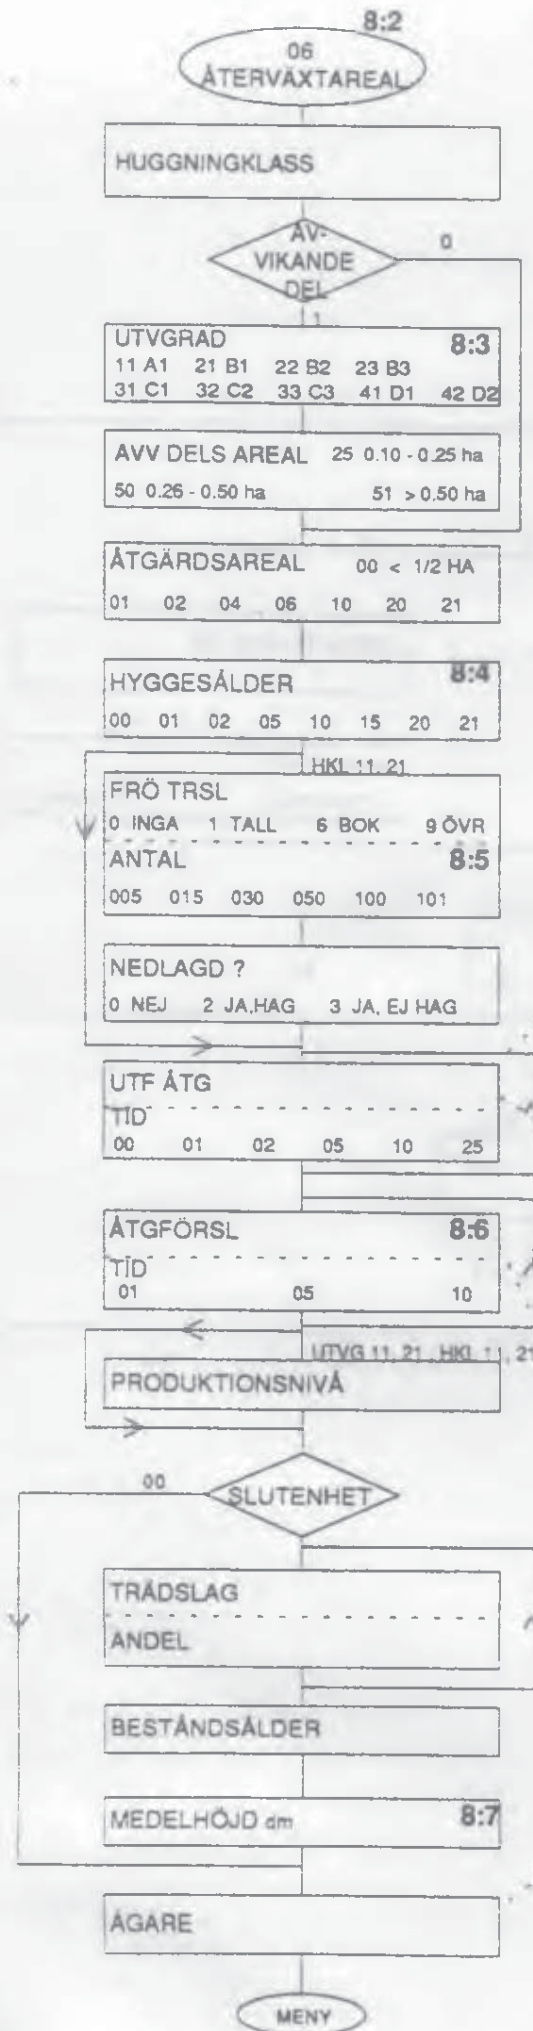 8:2
06
ÅTERVÄXTAREAL
HUGGNINGKLASS
AV-
VIKANDE
DEL
0
1
UTVGRAD 8:3
11 A1 21 B1 22 B2 23 B3
31 C1 32 C2 33 C3 41 D1 42 D2
AVV DELS AREAL 25 0.10 - 0.25 ha
50 0.26 - 0.50 ha 51 > 0.50 ha
ÅTGÄRDSAREAL 00 < 1/2 HA
01 02 04 06 10 20 21
HYGGESÅLDER 8:4
00 01 02 05 10 15 20 21
HKL 11, 21
FRÖ TRSL
0 INGA 1 TALL 6 BOK 9 ÖVR
ANTAL 8:5
005 015 030 050 100 101
NEDLAGD ?
0 NEJ 2 JA,HAG 3 JA, EJ HAG
UTF ÅTG
TID
00 01 02 05 10 25
ÅTGFÖRSL 8:6
TID
01 05 10
UTVG 11, 21, HKL 11, 21
PRODUKTIONSNIVÅ
00
SLUTENHET
TRÄDSLAG
ANDEL
BESTÅNDSÅLDER
MEDELHÖJD dm 8:7
ÄGARE
MENY